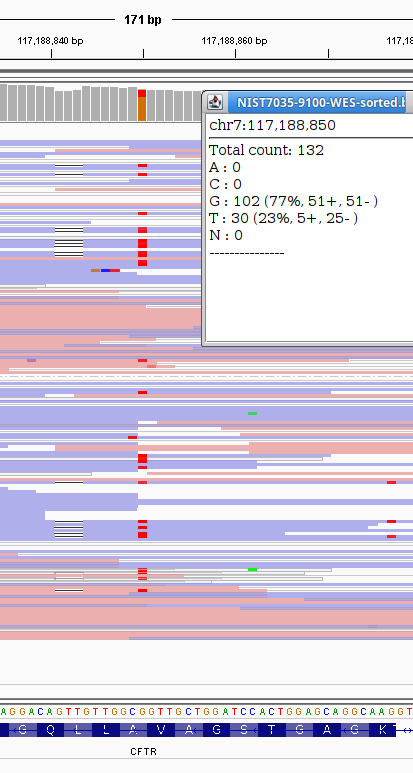 171 bp
117,188,840 bp
117,188,860 bp
117,18
NIST7035-9100-WES-sorted.b
chr7:117,188,850
Total count: 132
A : 0
C : 0
G : 102 (77%, 51+, 51- )
T : 30 (23%, 5+, 25- )
N : 0
---------------
A G G A C A G T T G T T G G C G G T T G C T G G A T C C A C T G G A G C A G G C A A G G T
G Q L L A V A G S T G A G K
CFTR